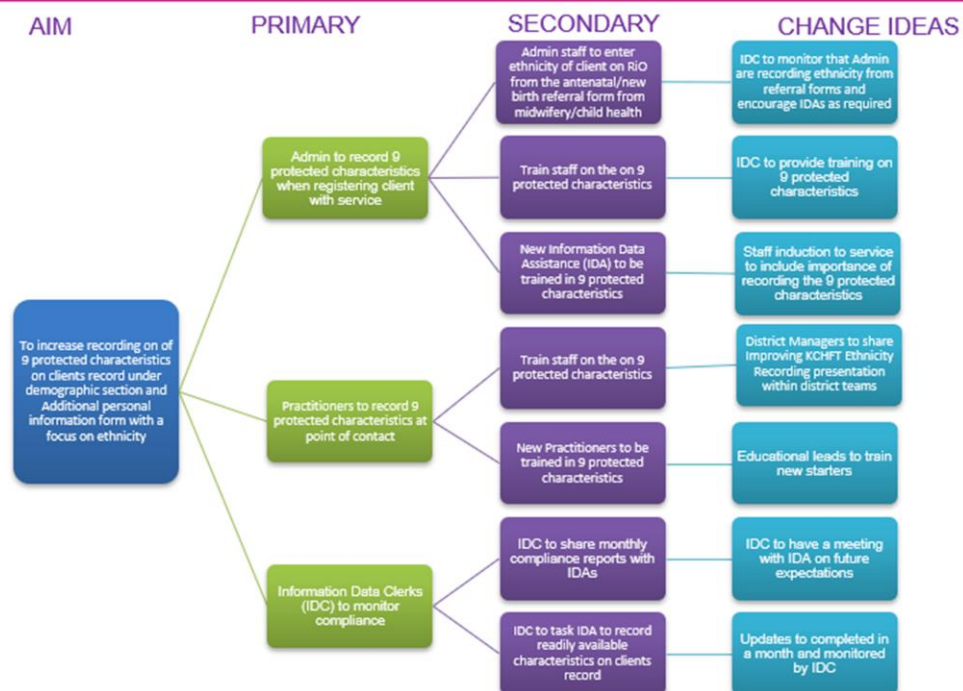 AIM
PRIMARY
SECONDARY
CHANGE IDEAS
To increase recording on of
9 protected characteristics
on clients record under
demographic section and
Additional personal
information form with a
focus on ethnicity
Admin to record 9
protected characteristics
when registering client
with service
Admin staff to enter
ethnicity of client on RiO
from the antenatal/new
birth referral form from
midwifery/child health
IDC to monitor that Admin
are recording ethnicity from
referral forms and
encourage IDAs as required
Train staff on the on 9
protected characteristics
IDC to provide training on
9 protected
characteristics
New Information Data
Assistance (IDA) to be
trained in 9 protected
characteristics
Staff induction to service
to include importance of
recording the 9 protected
characteristics
Practitioners to record 9
protected characteristics at
point of contact
Train staff on the on 9
protected characteristics
District Managers to share
Improving KCHFT Ethnicity
Recording presentation
within district teams
New Practitioners to be
trained in 9 protected
characteristics
Educational leads to train
new starters
Information Data Clerks
(IDC) to monitor
compliance
IDC to share monthly
compliance reports with
IDAs
IDC to have a meeting
with IDA on future
expectations
IDC to task IDA to record
readily available
characteristics on clients
record
Updates to completed in
a month and monitored
by IDC